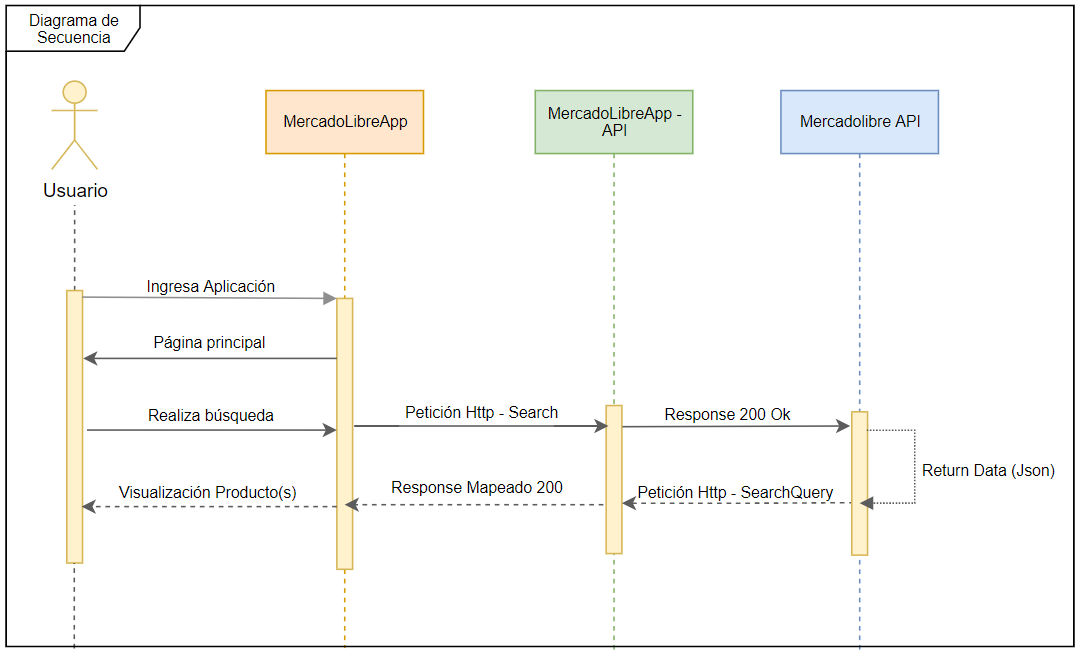 Diagrama de
Secuencia
Usuario
MercadoLibreApp
MercadoLibreApp -
API
Mercadolibre API
Ingresa Aplicación
Página principal
Realiza búsqueda
Petición Http - Search
Response 200 Ok
Return Data (Json)
Visualización Producto(s)
Response Mapeado 200
Petición Http - SearchQuery